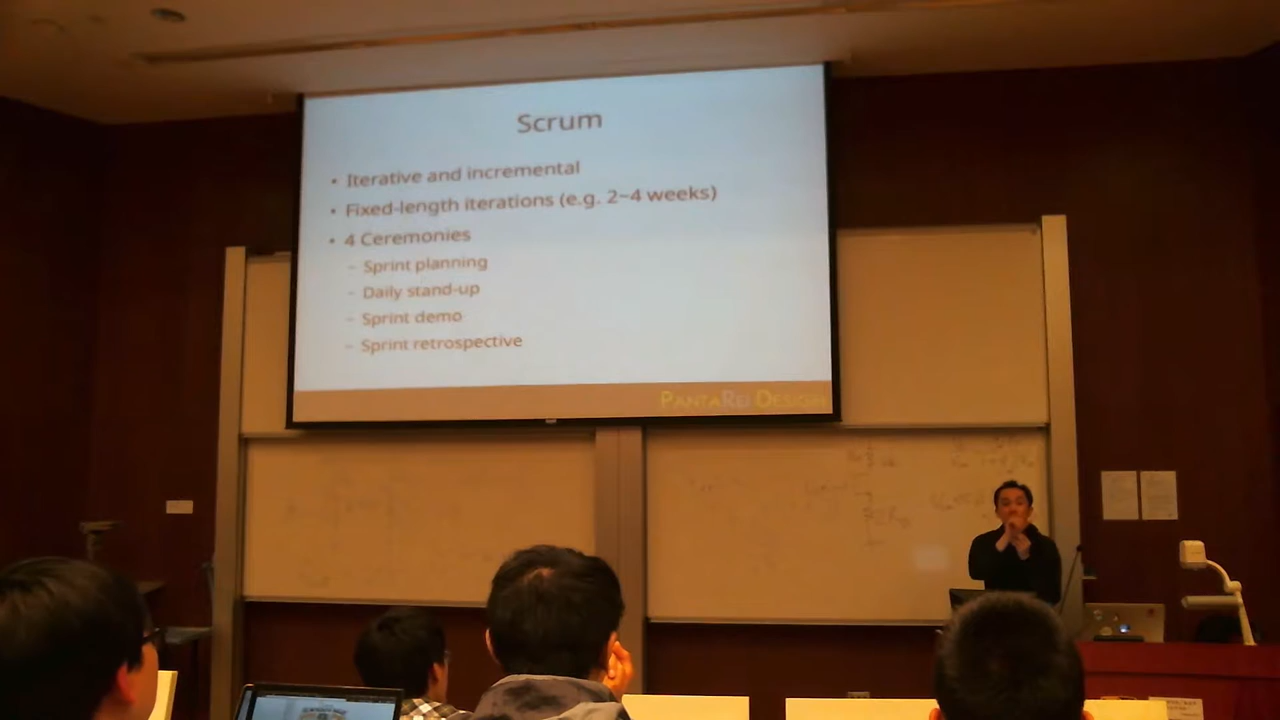 Scrum
• Iterative and incremental
• Fixed-length iterations (e.g. 2–4 weeks)
• 4 Ceremonies
– Sprint planning
– Daily stand-up
– Sprint demo
– Sprint retrospective
PANTAREI DESIGN